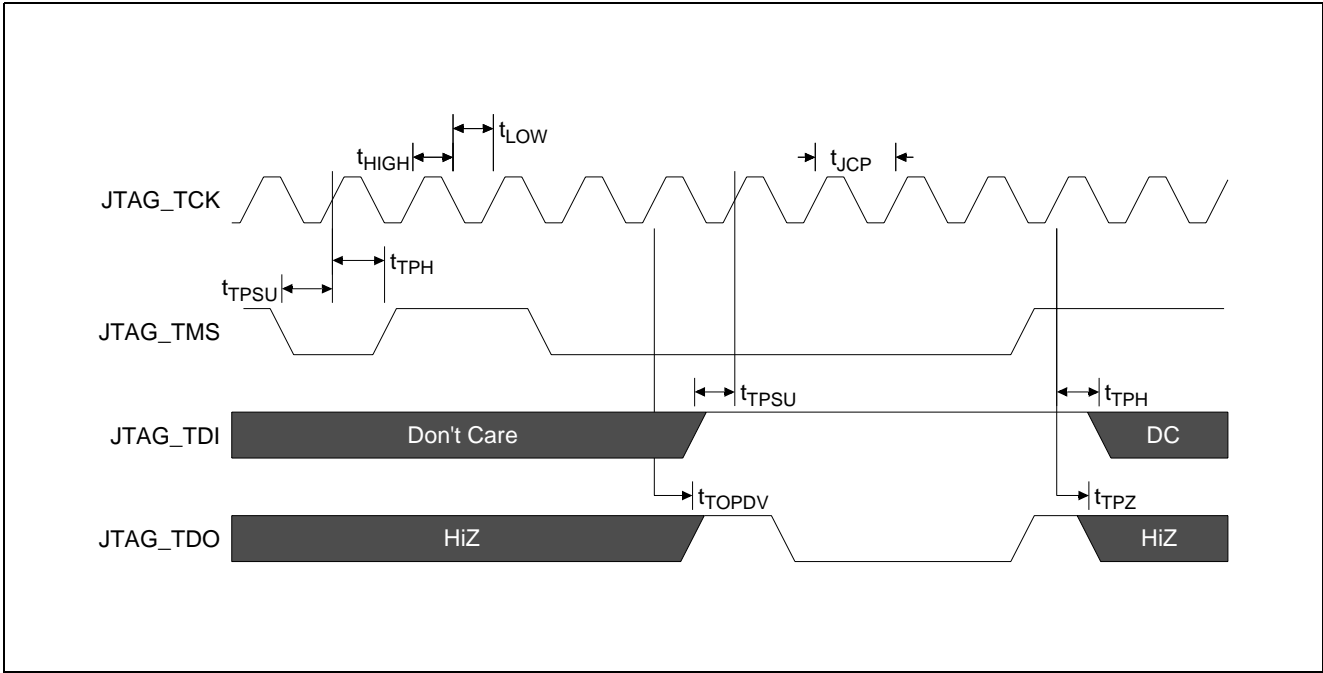 tLOW
tHIGH
tJCP
JTAG_TCK
tTPH
tTPSU
JTAG_TMS
tTPSU
tTPH
JTAG_TDI
Don't Care
DC
tTOPDV
tTPZ
JTAG_TDO
HiZ
HiZ